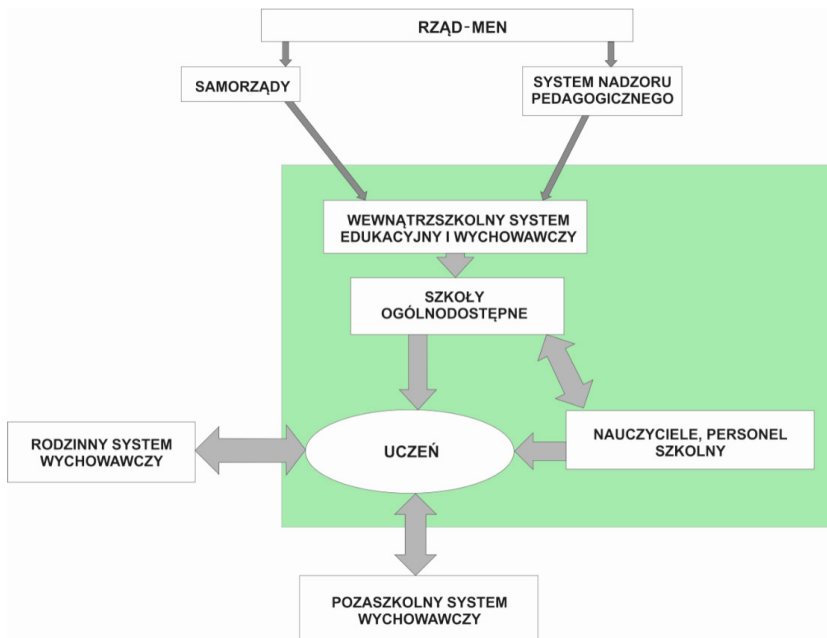 RZĄD-MEN
SAMORZĄDY
SYSTEM NADZORU
PEDAGOGICZNEGO
WEWNĄTRZSZKOLNY SYSTEM
EDUKACYJNY I WYCHOWAWCZY
SZKOŁY
OGÓLNODOSTĘPNE
RODZINNY SYSTEM
WYCHOWAWCZY
UCZEŃ
NAUCZYCIELE, PERSONEL
SZKOLNY
POZASZKOLNY SYSTEM
WYCHOWAWCZY